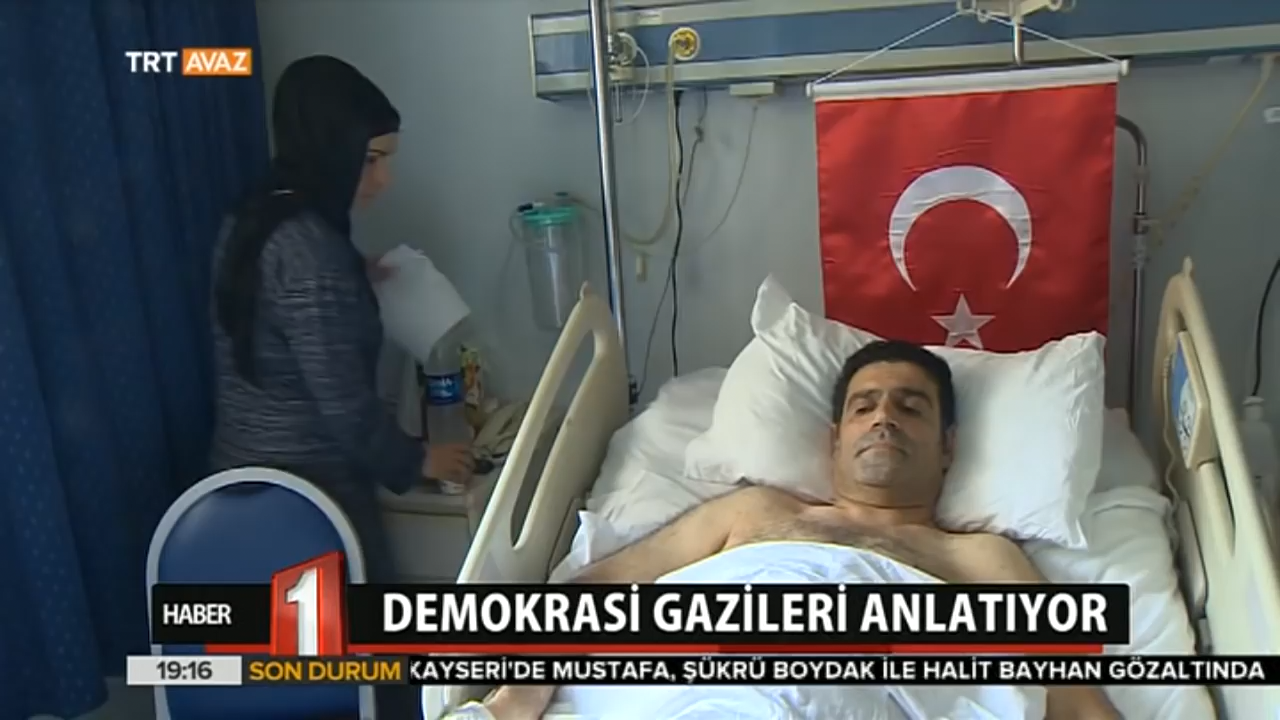 TRT AVAZ
HABER 1 DEMOKRASİ GAZİLERİ ANLATIYOR
19:16 SON DURUM KAYSERİ'DE MUSTAFA, ŞÜKRÜ BOYDAK İLE HALİT BAYHAN GÖZALTINDA